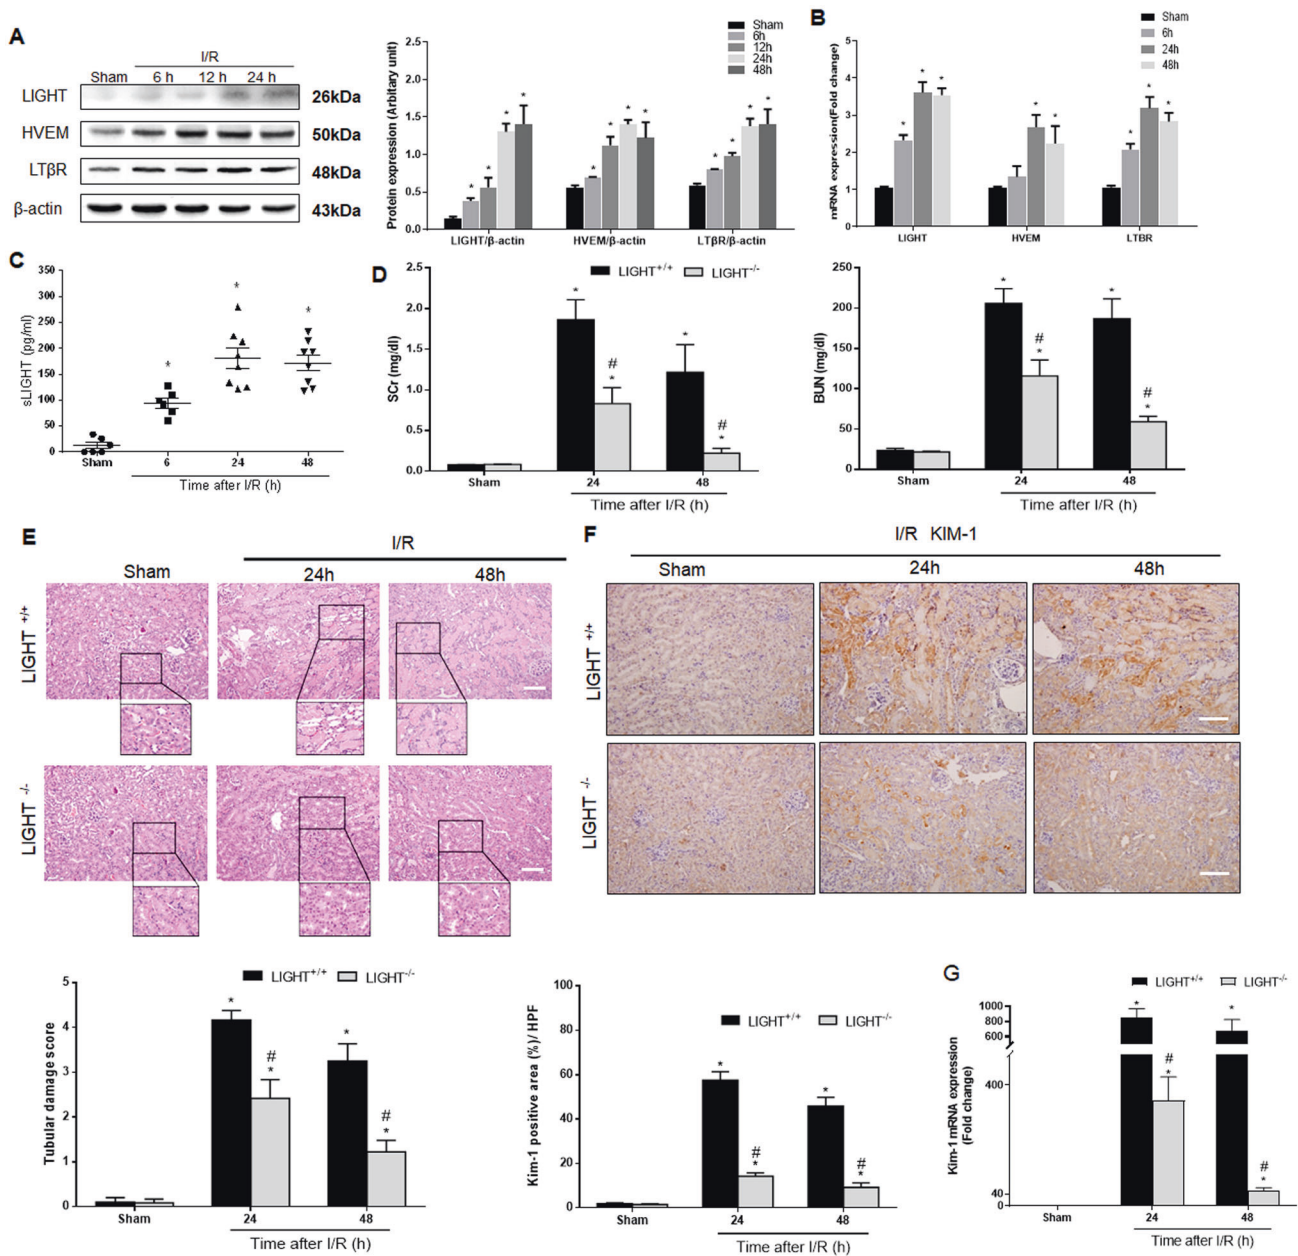 A
I/R
Sham 6 h 12 h 24 h
LIGHT 26kDa
HVEM 50kDa
LTβR 48kDa
β-actin 43kDa
Protein expression (Arbitary unit)
2.5
2.0
1.5
1.0
0.5
0.0
Sham
6h
12h
24h
48h
* * * * * * * * * * *
LIGHT/β-actin HVEM/β-actin LTβR/β-actin
B
mRNA expression(Fold change)
5
4
3
2
1
0
Sham
6h
24h
48h
* * * * * * * *
LIGHT HVEM LTBR
C
sLIGHT (pg/ml)
350
300
250
200
150
100
50
0
* * *
Sham 6 24 48
Time after I/R (h)
D
LIGHT+/+ LIGHT-/-
SCr (mg/dl)
2.5
2.0
1.5
1.0
0.5
0.0
* # * * # *
Sham 24 48
Time after I/R (h)
BUN (mg/dl)
250
200
150
100
50
0
* # * * # *
Sham 24 48
Time after I/R (h)
E
I/R
Sham 24h 48h
LIGHT +/+
LIGHT -/-
F
I/R KIM-1
Sham 24h 48h
LIGHT +/+
LIGHT -/-
LIGHT+/+ LIGHT-/-
Tubular damage score
5
4
3
2
1
0
* # * * # *
Sham 24 48
Time after I/R (h)
LIGHT+/+ LIGHT-/-
Kim-1 positive area (%)/ HPF
100
80
60
40
20
0
* # * * # *
Sham 24 48
Time after I/R (h)
G
LIGHT+/+ LIGHT-/-
Kim-1 mRNA expression
(Fold change)
1000
800
600
400
40
0
* # * * # *
Sham 24 48
Time after I/R (h)